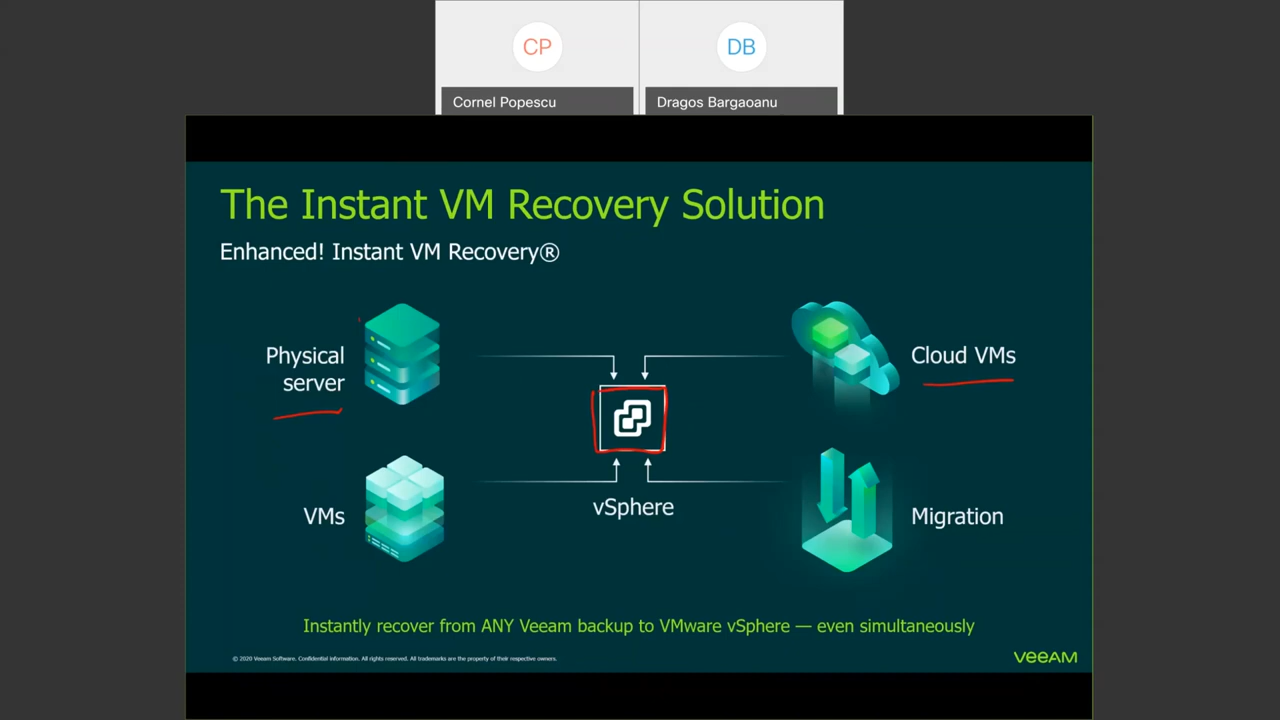 CP
DB
Cornel Popescu
Dragos Bargaoanu
The Instant VM Recovery Solution
Enhanced! Instant VM Recovery®
Physical
server
Cloud VMs
VMs
vSphere
Migration
Instantly recover from ANY Veeam backup to VMware vSphere — even simultaneously
© 2020 Veeam Software. Confidential information. All rights reserved. All trademarks are the property of their respective owners.
VEEAM